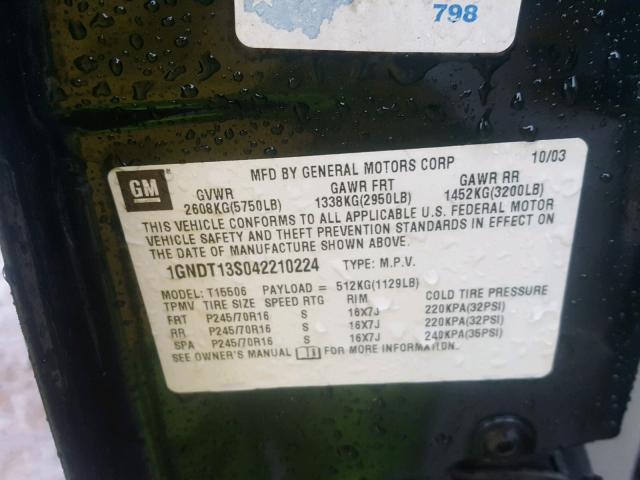 798
GM
MFD BY GENERAL MOTORS CORP 10/03
GVWR GAWR FRT GAWR RR
2608KG(5750LB) 1338KG(2950LB) 1452KG(3200LB)
THIS VEHICLE CONFORMS TO ALL APPLICABLE U.S. FEDERAL MOTOR
VEHICLE SAFETY AND THEFT PREVENTION STANDARDS IN EFFECT ON
THE DATE OF MANUFACTURE SHOWN ABOVE.
1GNDT13S042210224 TYPE: M.P.V.
MODEL: T15506 PAYLOAD = 512KG(1129LB)
TPMV TIRE SIZE SPEED RTG RIM COLD TIRE PRESSURE
FRT P245/70R16 S 16X7J 220KPA(32PSI)
RR P245/70R16 S 16X7J 220KPA(32PSI)
SPA P245/70R16 S 16X7J 240KPA(35PSI)
SEE OWNER'S MANUAL FOR MORE INFORMATION.